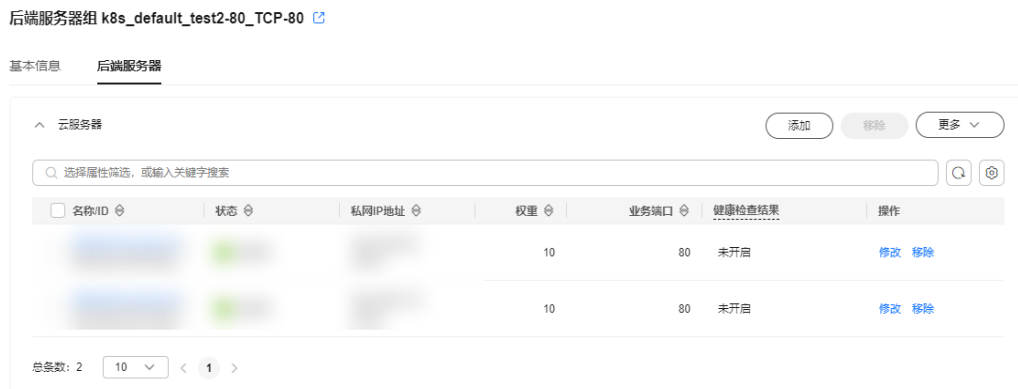 后端服务器组 k8s_default_test2-80_TCP-80
基本信息 后端服务器
云服务器 添加 移除 更多
选择属性筛选，或输入关键字搜索
名称/ID 状态 私网IP地址 权重 业务端口 健康检查结果 操作
10 80 未开启 修改 移除
10 80 未开启 修改 移除
总条数：2 10 1